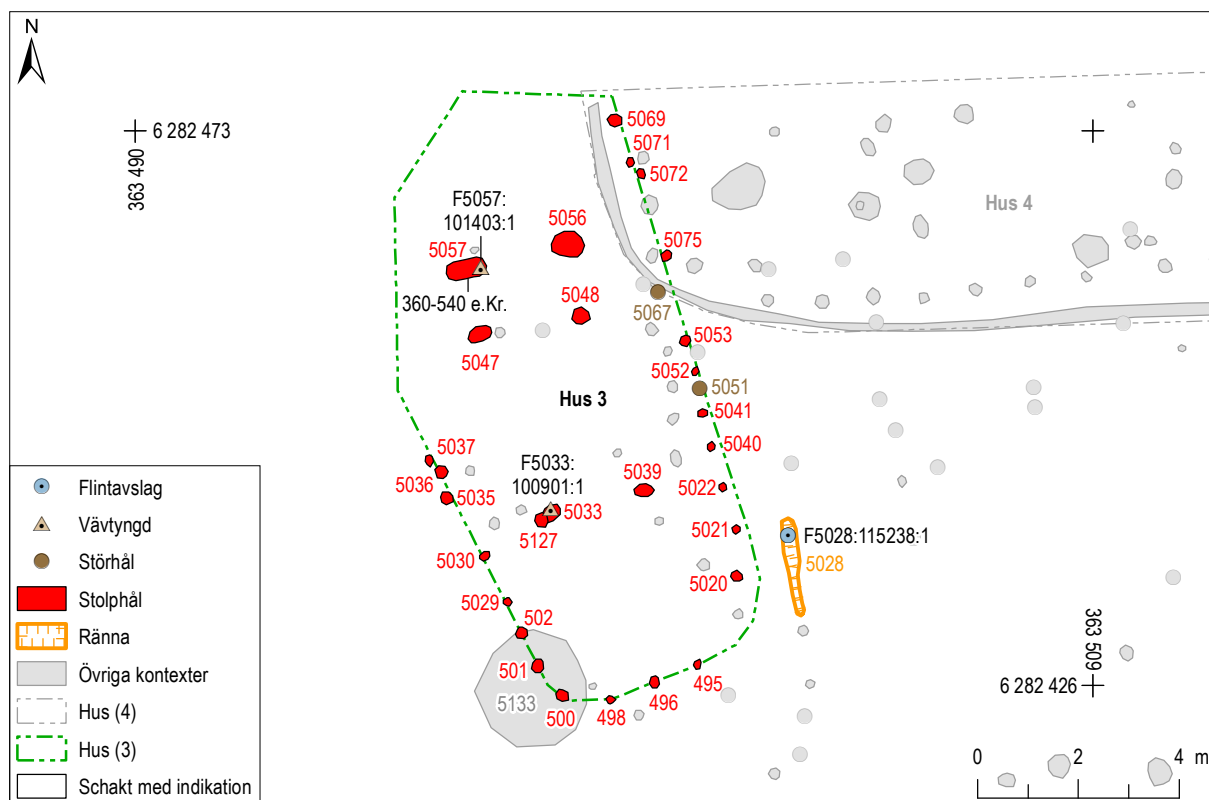 N
6 282 473
363 490
5069
5071
5072
F5057:
101403:1
5056
5057
5075
Hus 4
360-540 e.Kr.
5048
5067
5047
5053
5052
5051
Hus 3
5041
5040
5037
F5033:
100901:1
5039
5036
5035
5022
5033
5127
5021
F5028:115238:1
5028
5030
5020
5029
502
501
5133
500
498
496
495
363 509
6 282 426
Flintavslag
Vävtyngd
Störhål
Stolphål
Ränna
Övriga kontexter
Hus (4)
Hus (3)
Schakt med indikation
0 2 4 m